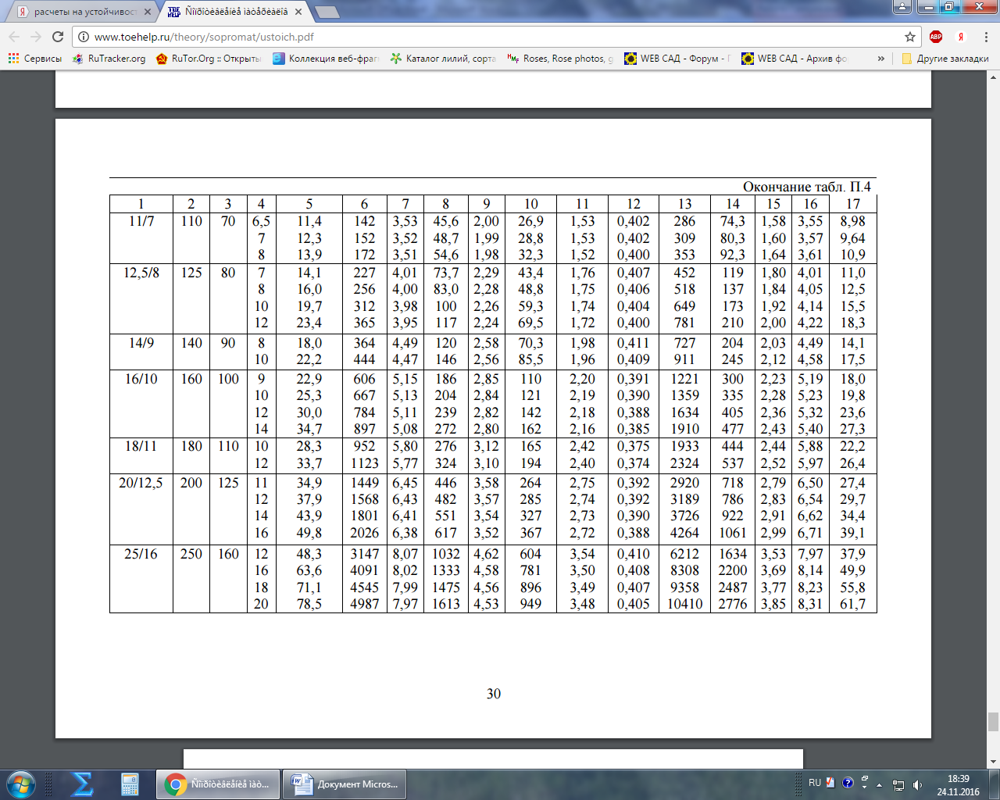 расчеты на устойчивост
Ñîïðîòèâëåíèå ìàòåðèàëîâ
www.toehelp.ru/theory/sopromat/ustoich.pdf
Сервисы RuTracker.org RuTor.Org :: Открыты Коллекция веб-фраг Каталог лилий, сорта Roses, Rose photos, g WEB САД - Форум - Г WEB САД - Архив фо » Другие закладки
Окончание табл. П.4
1 2 3 4 5 6 7 8 9 10 11 12 13 14 15 16 17
11/7 110 70 6,5 11,4 142 3,53 45,6 2,00 26,9 1,53 0,402 286 74,3 1,58 3,55 8,98
7 12,3 152 3,52 48,7 1,99 28,8 1,53 0,402 309 80,3 1,60 3,57 9,64
8 13,9 172 3,51 54,6 1,98 32,3 1,52 0,400 353 92,3 1,64 3,61 10,9
12,5/8 125 80 7 14,1 227 4,01 73,7 2,29 43,4 1,76 0,407 452 119 1,80 4,01 11,0
8 16,0 256 4,00 83,0 2,28 48,8 1,75 0,406 518 137 1,84 4,05 12,5
10 19,7 312 3,98 100 2,26 59,3 1,74 0,404 649 173 1,92 4,14 15,5
12 23,4 365 3,95 117 2,24 69,5 1,72 0,400 781 210 2,00 4,22 18,3
14/9 140 90 8 18,0 364 4,49 120 2,58 70,3 1,98 0,411 727 204 2,03 4,49 14,1
10 22,2 444 4,47 146 2,56 85,5 1,96 0,409 911 245 2,12 4,58 17,5
16/10 160 100 9 22,9 606 5,15 186 2,85 110 2,20 0,391 1221 300 2,23 5,19 18,0
10 25,3 667 5,13 204 2,84 121 2,19 0,390 1359 335 2,28 5,23 19,8
12 30,0 784 5,11 239 2,82 142 2,18 0,388 1634 405 2,36 5,32 23,6
14 34,7 897 5,08 272 2,80 162 2,16 0,385 1910 477 2,43 5,40 27,3
18/11 180 110 10 28,3 952 5,80 276 3,12 165 2,42 0,375 1933 444 2,44 5,88 22,2
12 33,7 1123 5,77 324 3,10 194 2,40 0,374 2324 537 2,52 5,97 26,4
20/12,5 200 125 11 34,9 1449 6,45 446 3,58 264 2,75 0,392 2920 718 2,79 6,50 27,4
12 37,9 1568 6,43 482 3,57 285 2,74 0,392 3189 786 2,83 6,54 29,7
14 43,9 1801 6,41 551 3,54 327 2,73 0,390 3726 922 2,91 6,62 34,4
16 49,8 2026 6,38 617 3,52 367 2,72 0,388 4264 1061 2,99 6,71 39,1
25/16 250 160 12 48,3 3147 8,07 1032 4,62 604 3,54 0,410 6212 1634 3,53 7,97 37,9
16 63,6 4091 8,02 1333 4,58 781 3,50 0,408 8308 2200 3,69 8,14 49,9
18 71,1 4545 7,99 1475 4,56 896 3,49 0,407 9358 2487 3,77 8,23 55,8
20 78,5 4987 7,97 1613 4,53 949 3,48 0,405 10410 2776 3,85 8,31 61,7
30
Ñîïðîòèâëåíèå ìàòî... Документ Micros... RU 18:39
24.11.2016